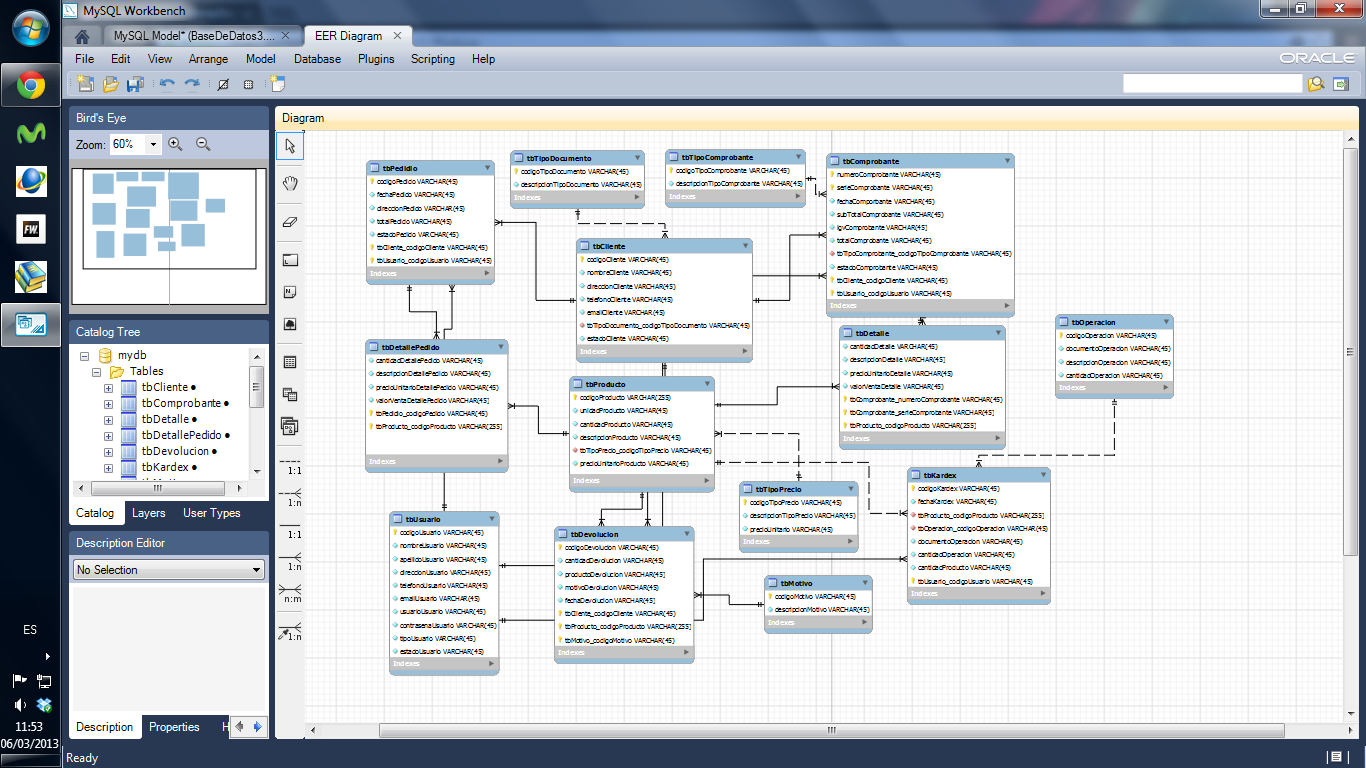 MySQL Workbench
MySQL Model* (BaseDeDatos3....
EER Diagram
File Edit View Arrange Model Database Plugins Scripting Help
ORACLE
Bird's Eye
Zoom: 60%
Catalog Tree
mydb
Tables
tbCliente
tbComprobante
tbDetalle
tbDetallePedido
tbDevolucion
tbKardex
Catalog Layers User Types
Description Editor
No Selection
Description Properties H
Ready
ES
11:53
06/03/2013
FW
Diagram
1:1
1:n
1:1
1:n
n:m
1:n
tbPedidio
codigoPedido VARCHAR(45)
fechaPedido VARCHAR(45)
direccionPedido VARCHAR(45)
totalPedido VARCHAR(45)
estadoPedido VARCHAR(45)
tbCliente_codigoCliente VARCHAR(45)
tbUsuario_codigoUsuario VARCHAR(45)
Indexes
tbTipoDocumento
codigoTipoDocumento VARCHAR(45)
descripcionTipoDocumento VARCHAR(45)
Indexes
tbTipoComprobante
codigoTipoComprobante VARCHAR(45)
descripcionTipoComprobante VARCHAR(45)
Indexes
tbComprobante
numeroComprobante VARCHAR(45)
serieComprobante VARCHAR(45)
fechaComporbante VARCHAR(45)
subTotalComprobante VARCHAR(45)
igvComprobante VARCHAR(45)
totalComprobante VARCHAR(45)
tbTipoComprobante_codigoTipoComprobante VARCHAR(45)
estadoComprobante VARCHAR(45)
tbCliente_codigoCliente VARCHAR(45)
tbUsuario_codigoUsuario VARCHAR(45)
Indexes
tbCliente
codigoCliente VARCHAR(45)
nombreCliente VARCHAR(45)
direccionCliente VARCHAR(45)
telefonoCliente VARCHAR(45)
emailCliente VARCHAR(45)
tbTipoDocumento_codigoTipoDocumento VARCHAR(45)
estadoCliente VARCHAR(45)
Indexes
tbDetalle
cantidadDetalle VARCHAR(45)
descripcionDetalle VARCHAR(45)
precioUnitarioDetalle VARCHAR(45)
valorVentaDetalle VARCHAR(45)
tbComprobante_numeroComprobante VARCHAR(45)
tbComprobante_serieComprobante VARCHAR(45)
tbProducto_codigoProducto VARCHAR(255)
Indexes
tbOperacion
codigoOperacion VARCHAR(45)
documentoOperacion VARCHAR(45)
descripcionOperacion VARCHAR(45)
cantidadOperacion VARCHAR(45)
Indexes
tbDetallePedido
cantidadDetallePedido VARCHAR(45)
descripcionDetallePedido VARCHAR(45)
precioUnitarioDetallePedido VARCHAR(45)
valorVentaDetallePedido VARCHAR(45)
tbPedidio_codigoPedido VARCHAR(45)
tbProducto_codigoProducto VARCHAR(255)
Indexes
tbProducto
codigoProducto VARCHAR(255)
unidadProducto VARCHAR(45)
cantidadProducto VARCHAR(45)
descripcionProducto VARCHAR(45)
tbTipoPrecio_codigoTipoPrecio VARCHAR(45)
precioUnitarioProducto VARCHAR(45)
Indexes
tbTipoPrecio
codigoTipoPrecio VARCHAR(45)
descripcionTipoPrecio VARCHAR(45)
precioUnitario VARCHAR(45)
Indexes
tbKardex
codigoKardex VARCHAR(45)
fechaKardex VARCHAR(45)
tbProducto_codigoProducto VARCHAR(255)
tbOperacion_codigoOperacion VARCHAR(45)
documentoOperacion VARCHAR(45)
cantidadOperacion VARCHAR(45)
cantidadProducto VARCHAR(45)
tbUsuario_codigoUsuario VARCHAR(45)
Indexes
tbUsuario
codigoUsuario VARCHAR(45)
nombreUsuario VARCHAR(45)
apellidoUsuario VARCHAR(45)
direccionUsuario VARCHAR(45)
telefonoUsuario VARCHAR(45)
emailUsuario VARCHAR(45)
usuarioUsuario VARCHAR(45)
contrasenaUsuario VARCHAR(45)
tipoUsuario VARCHAR(45)
estadoUsuario VARCHAR(45)
Indexes
tbDevolucion
codigoDevolucion VARCHAR(45)
cantidadDevolucion VARCHAR(45)
productoDevolucion VARCHAR(45)
motivoDevolucion VARCHAR(45)
fechaDevolucion VARCHAR(45)
tbCliente_codigoCliente VARCHAR(45)
tbProducto_codigoProducto VARCHAR(255)
tbMotivo_codigoMotivo VARCHAR(45)
Indexes
tbMotivo
codigoMotivo VARCHAR(45)
descripcionMotivo VARCHAR(45)
Indexes